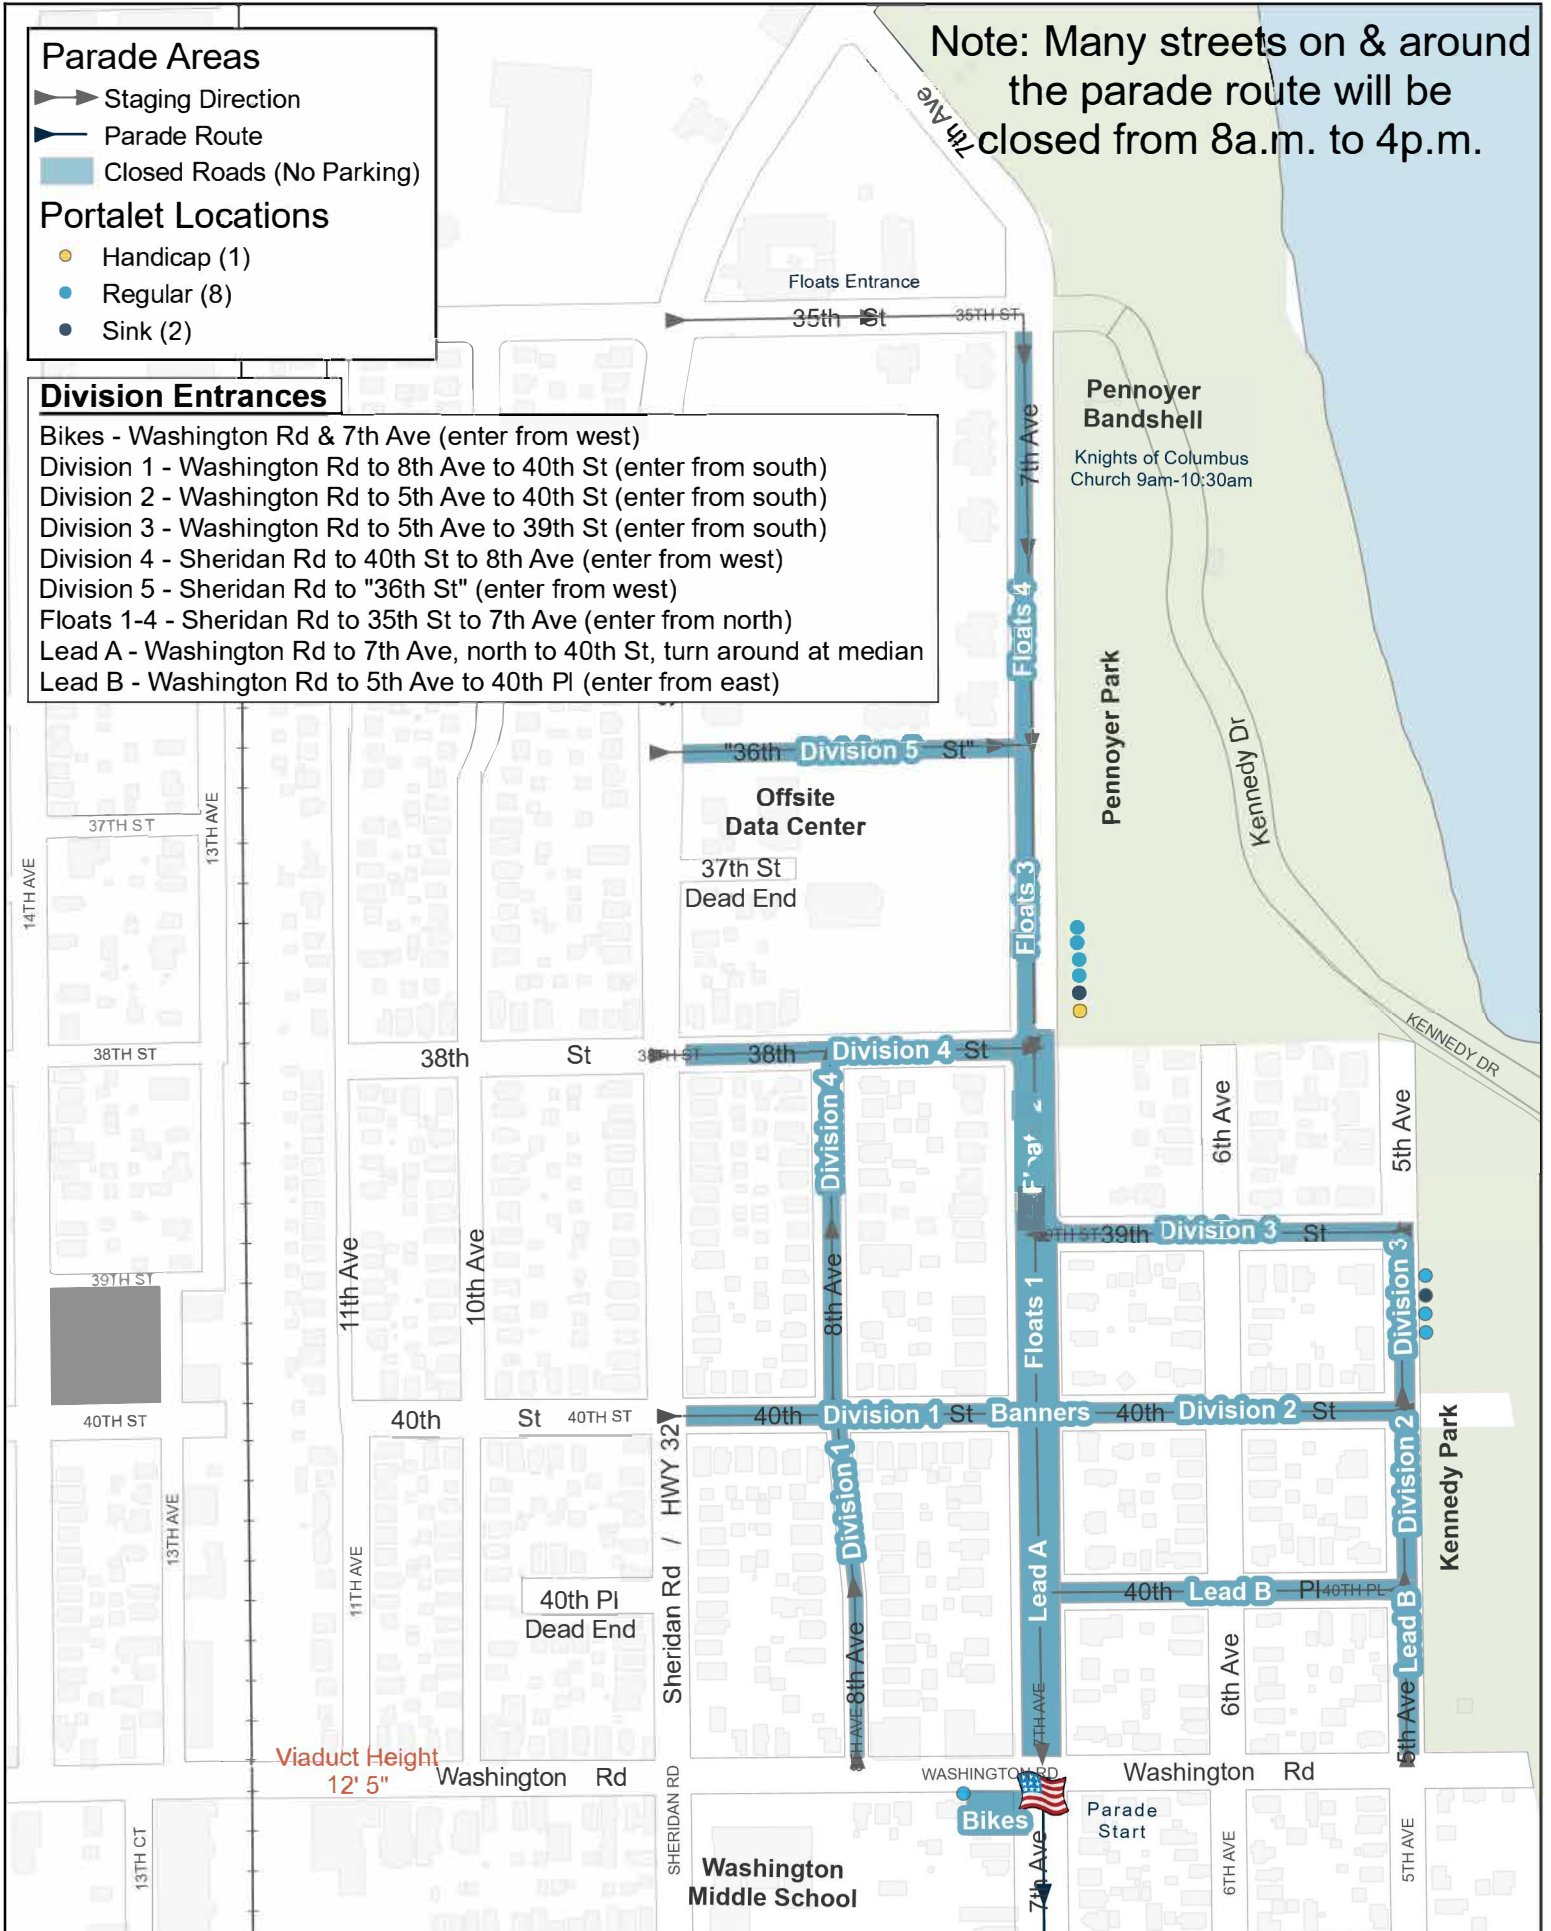 Note: Many streets on & around
the parade route will be
closed from 8a.m. to 4p.m.
Parade Areas
Staging Direction
Parade Route
Closed Roads (No Parking)
Portalet Locations
Handicap (1)
Regular (8)
Sink (2)
Division Entrances
Bikes - Washington Rd & 7th Ave (enter from west)
Division 1 - Washington Rd to 8th Ave to 40th St (enter from south)
Division 2 - Washington Rd to 5th Ave to 40th St (enter from south)
Division 3 - Washington Rd to 5th Ave to 39th St (enter from south)
Division 4 - Sheridan Rd to 40th St to 8th Ave (enter from west)
Division 5 - Sheridan Rd to "36th St" (enter from west)
Floats 1-4 - Sheridan Rd to 35th St to 7th Ave (enter from north)
Lead A - Washington Rd to 7th Ave, north to 40th St, turn around at median
Lead B - Washington Rd to 5th Ave to 40th Pl (enter from east)
7th Ave
Floats Entrance
35th St
35TH ST
7th Ave
Pennoyer
Bandshell
Knights of Columbus
Church 9am-10:30am
Floats 4
Pennoyer Park
Kennedy Dr
"36th Division 5 St"
Offsite
Data Center
37TH ST
13TH AVE
14TH AVE
37th St
Dead End
Floats 3
KENNEDY DR
38TH ST
38th St
38TH ST
38th Division 4 St
Division 4
6th Ave
5th Ave
39th Division 3 St
Division 3
39TH ST
11th Ave
10th Ave
8th Ave
Floats 1
40TH ST
40th St
40TH ST
40th Division 1 St Banners 40th Division 2 St
Division 1
Division 2
Kennedy Park
13TH AVE
11TH AVE
Sheridan Rd / HWY 32
40th Pl
Dead End
Lead A
40th Lead B Pl
40TH PL
Lead B
8th Ave
7TH AVE
6th Ave
5th Ave
Viaduct Height
12' 5"
Washington Rd
WASHINGTON RD
Washington Rd
13TH CT
SHERIDAN RD
Bikes
Parade
Start
7th Ave
6TH AVE
5TH AVE
Washington
Middle School